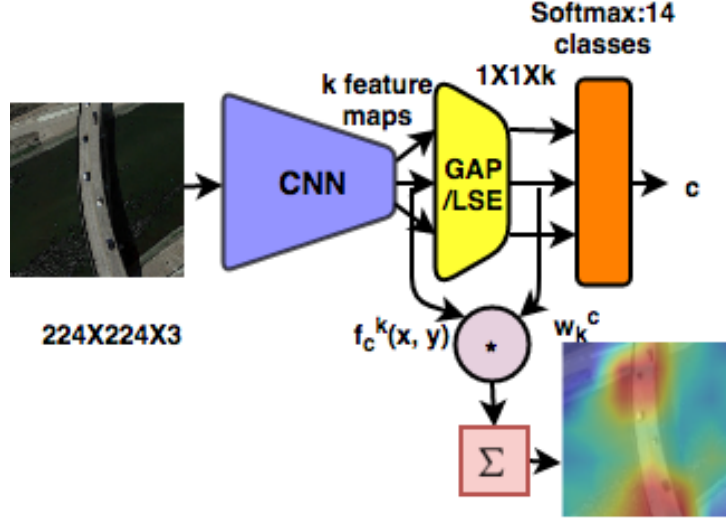 Softmax:14
classes
k feature
maps
1X1Xk
CNN
GAP
/LSE
c
224X224X3
f_c^k(x, y)
w_k^c
*
Σ